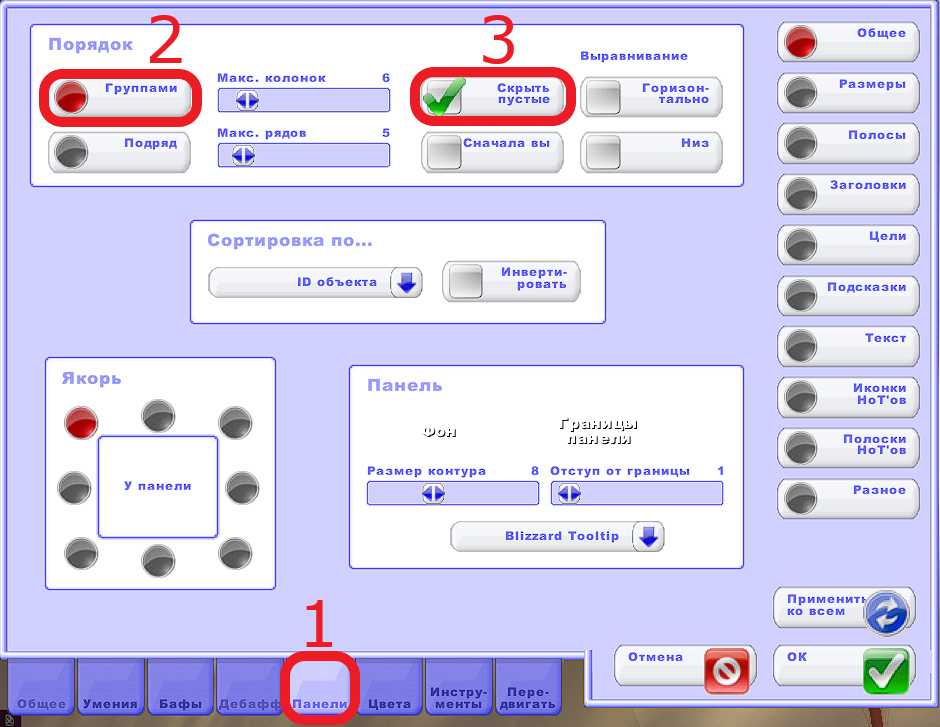 Порядок
2
Группами
Подряд
Макс. колонок 6
Макс. рядов 5
3
Скрыть
пустые
Сначала вы
Выравнивание
Горизон-
тально
Низ
Сортировка по...
ID объекта
Инверти-
ровать
Якорь
У панели
Панель
Фон
Границы
панели
Размер контура 8
Отступ от границы 1
Blizzard Tooltip
Общее
Размеры
Полосы
Заголовки
Цели
Подсказки
Текст
Иконки
HoT'ов
Полоски
HoT'ов
Разное
Применить
ко всем
Отмена
OK
1
Общее
Умения
Бафы
Дебафф
Панели
Цвета
Инстру-
менты
Пере-
двигать